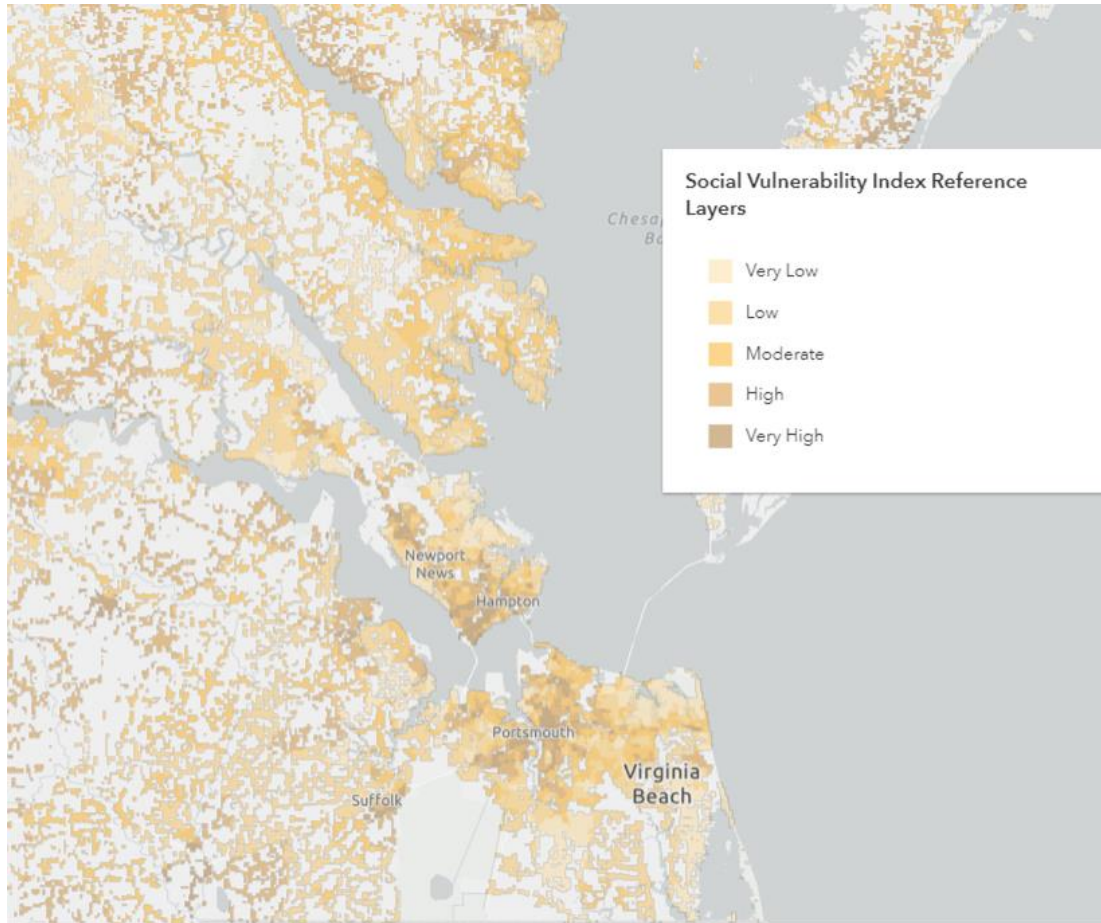 Social Vulnerability Index Reference
Layers
Very Low
Low
Moderate
High
Very High
Newport
News
Hampton
Portsmouth
Virginia
Beach
Suffolk